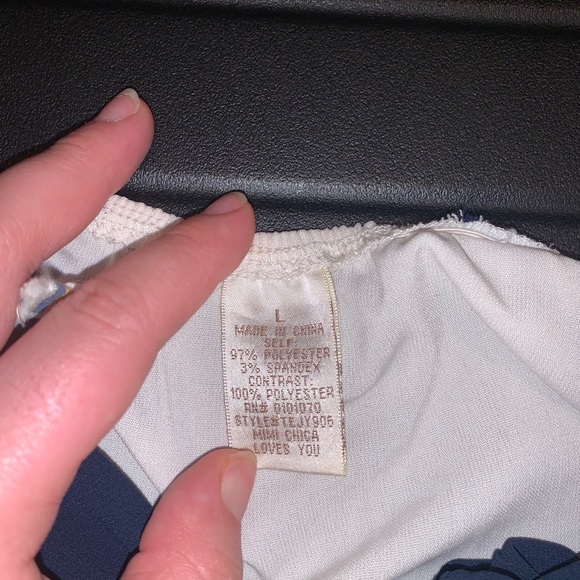 L
MADE IN CHINA
SELF:
97% POLYESTER
3% SPANDEX
CONTRAST:
100% POLYESTER
RN# 0101070
STYLE#TEJY906
MIMI CHICA
LOVES YOU